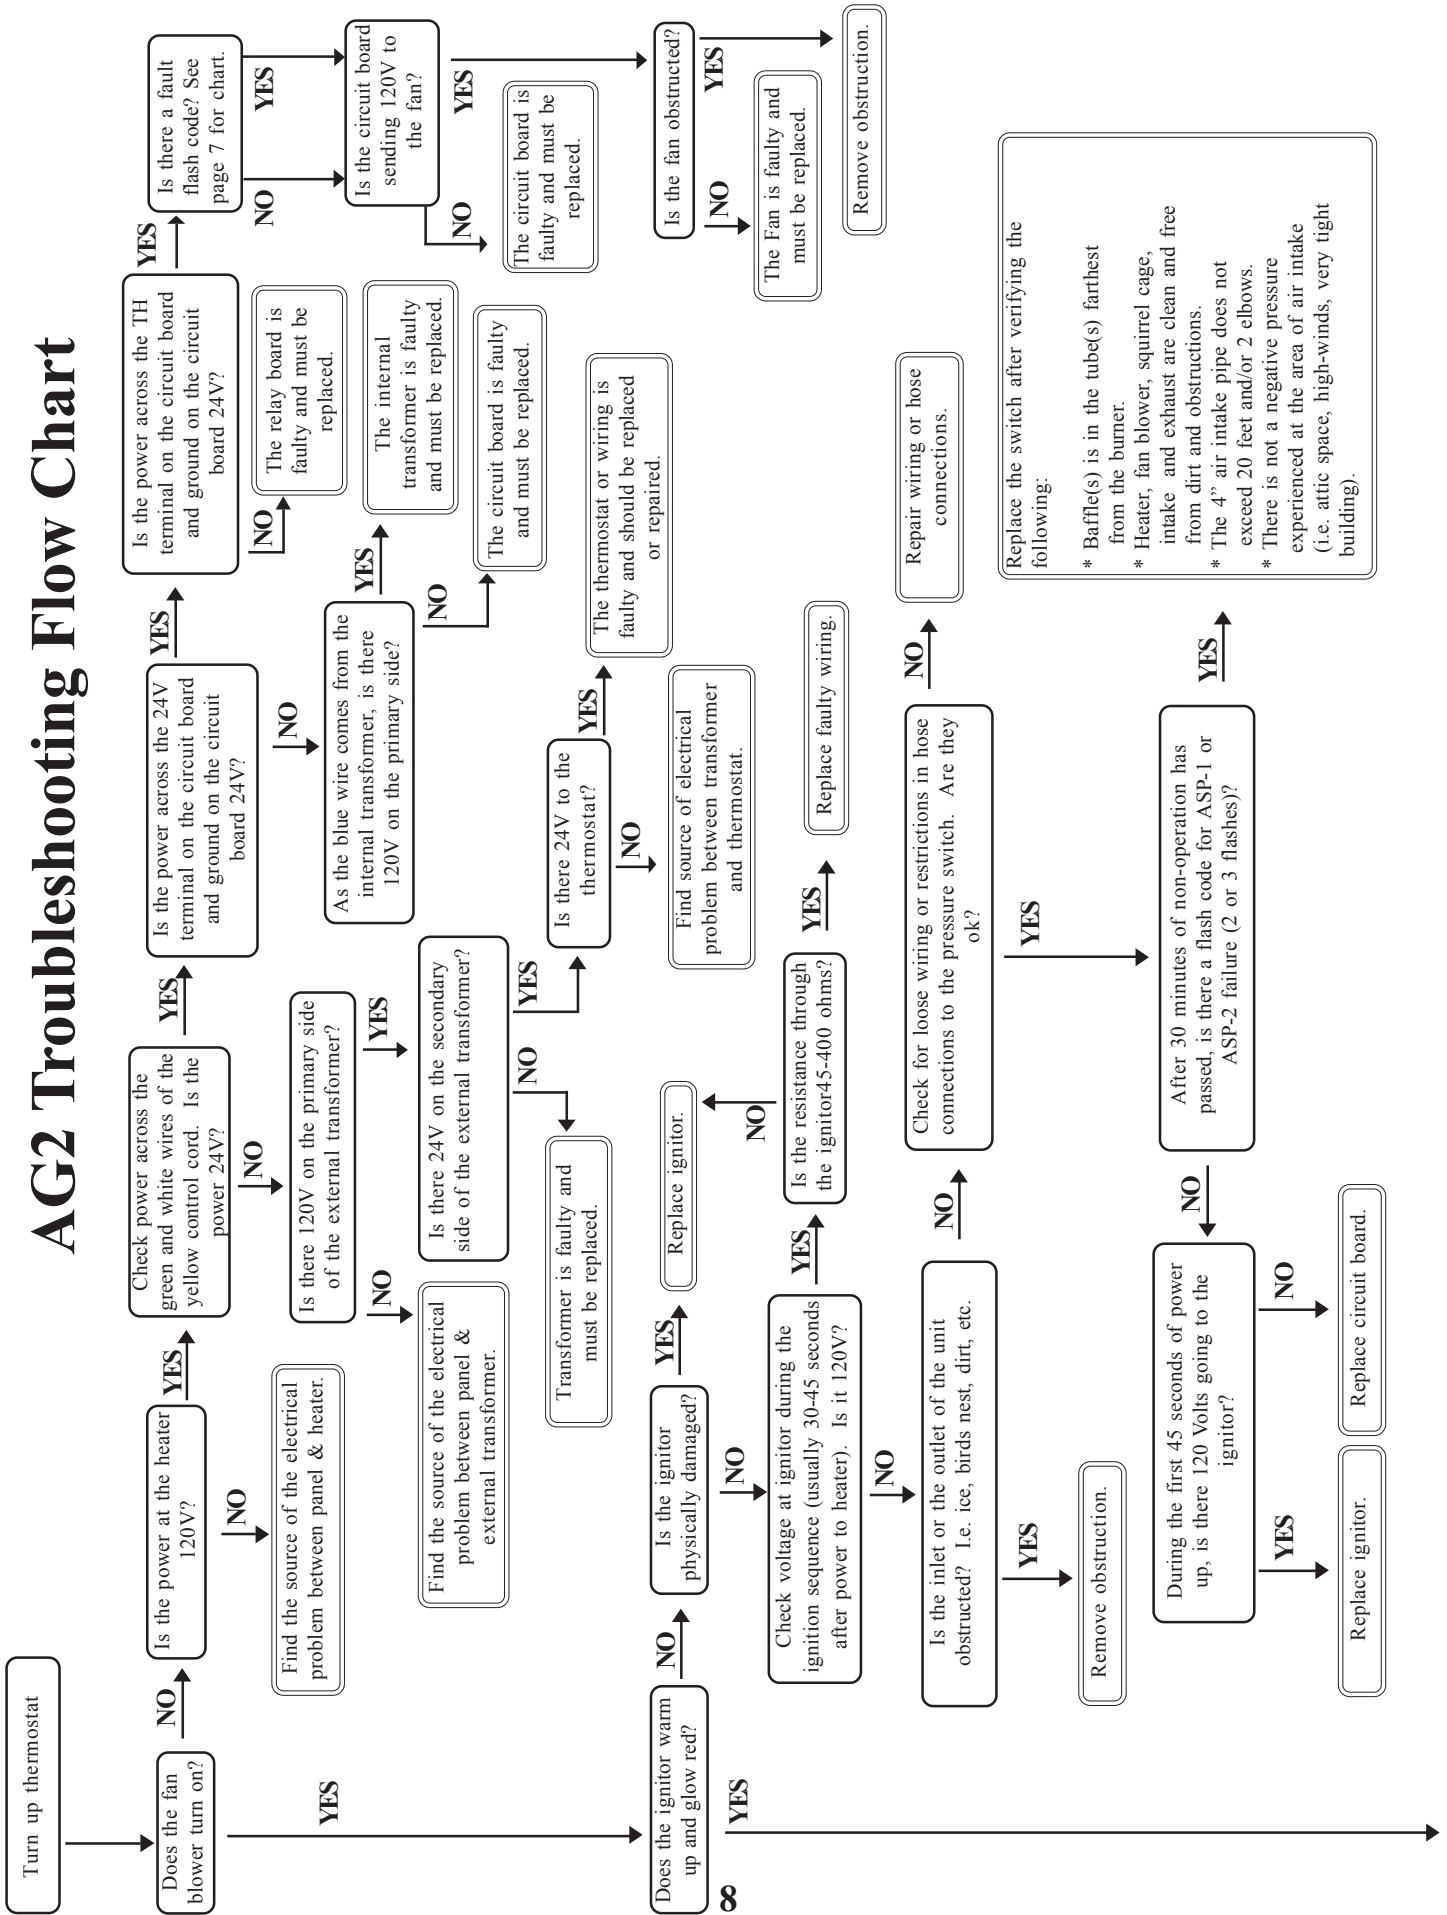 AG2 Troubleshooting Flow Chart
Turn up thermostat
Does the fan
blower turn on?
NO
YES
Is the power at the heater
120V?
YES
NO
Find the source of the electrical
problem between panel & heater.
Check power across the
green and white wires of the
yellow control cord.  Is the
power 24V?
YES
NO
Is there 120V on the primary side
of the external transformer?
NO
YES
Find the source of the electrical
problem between panel &
external transformer.
Is there 24V on the secondary
side of the external transformer?
NO
YES
Transformer is faulty and
must be replaced.
Is the power across the 24V
terminal on the circuit board
and ground on the circuit
board 24V?
YES
NO
As the blue wire comes from the
internal transformer, is there
120V on the primary side?
YES
NO
Is there 24V to the
thermostat?
YES
NO
Find source of electrical
problem between transformer
and thermostat.
The thermostat or wiring is
faulty and should be replaced
or repaired.
Is the power across the TH
terminal on the circuit board
and ground on the circuit
board 24V?
YES
NO
The relay board is
faulty and must be
replaced.
The internal
transformer is faulty
and must be replaced.
The circuit board is faulty
and must be replaced.
Is there a fault
flash code? See
page 7 for chart.
NO
YES
Is the circuit board
sending 120V to
the fan?
NO
YES
The circuit board is
faulty and must be
replaced.
Is the fan obstructed?
NO
YES
The Fan is faulty and
must be replaced.
Remove obstruction.
Does the ignitor warm
up and glow red?
NO
YES
Is the ignitor
physically damaged?
YES
NO
Replace ignitor.
Check voltage at ignitor during the
ignition sequence (usually 30-45 seconds
after power to heater).  Is it 120V?
YES
NO
Is the resistance through
the ignitor45-400 ohms?
NO
YES
Replace faulty wiring.
Is the inlet or the outlet of the unit
obstructed?  I.e. ice, birds nest, dirt, etc.
NO
YES
Remove obstruction.
Check for loose wiring or restrictions in hose
connections to the pressure switch.  Are they
ok?
NO
YES
Repair wiring or hose
connections.
After 30 minutes of non-operation has
passed, is there a flash code for ASP-1 or
ASP-2 failure (2 or 3 flashes)?
NO
YES
During the first 45 seconds of power
up, is there 120 Volts going to the
ignitor?
YES
NO
Replace ignitor.
Replace circuit board.
Replace the switch after verifying the
following:
* Baffle(s) is in the tube(s) farthest
from the burner.
* Heater, fan blower, squirrel cage,
intake and exhaust are clean and free
from dirt and obstructions.
* The 4” air intake pipe does not
exceed 20 feet and/or 2 elbows.
* There is not a negative pressure
experienced at the area of air intake
(i.e. attic space, high-winds, very tight
building).
8